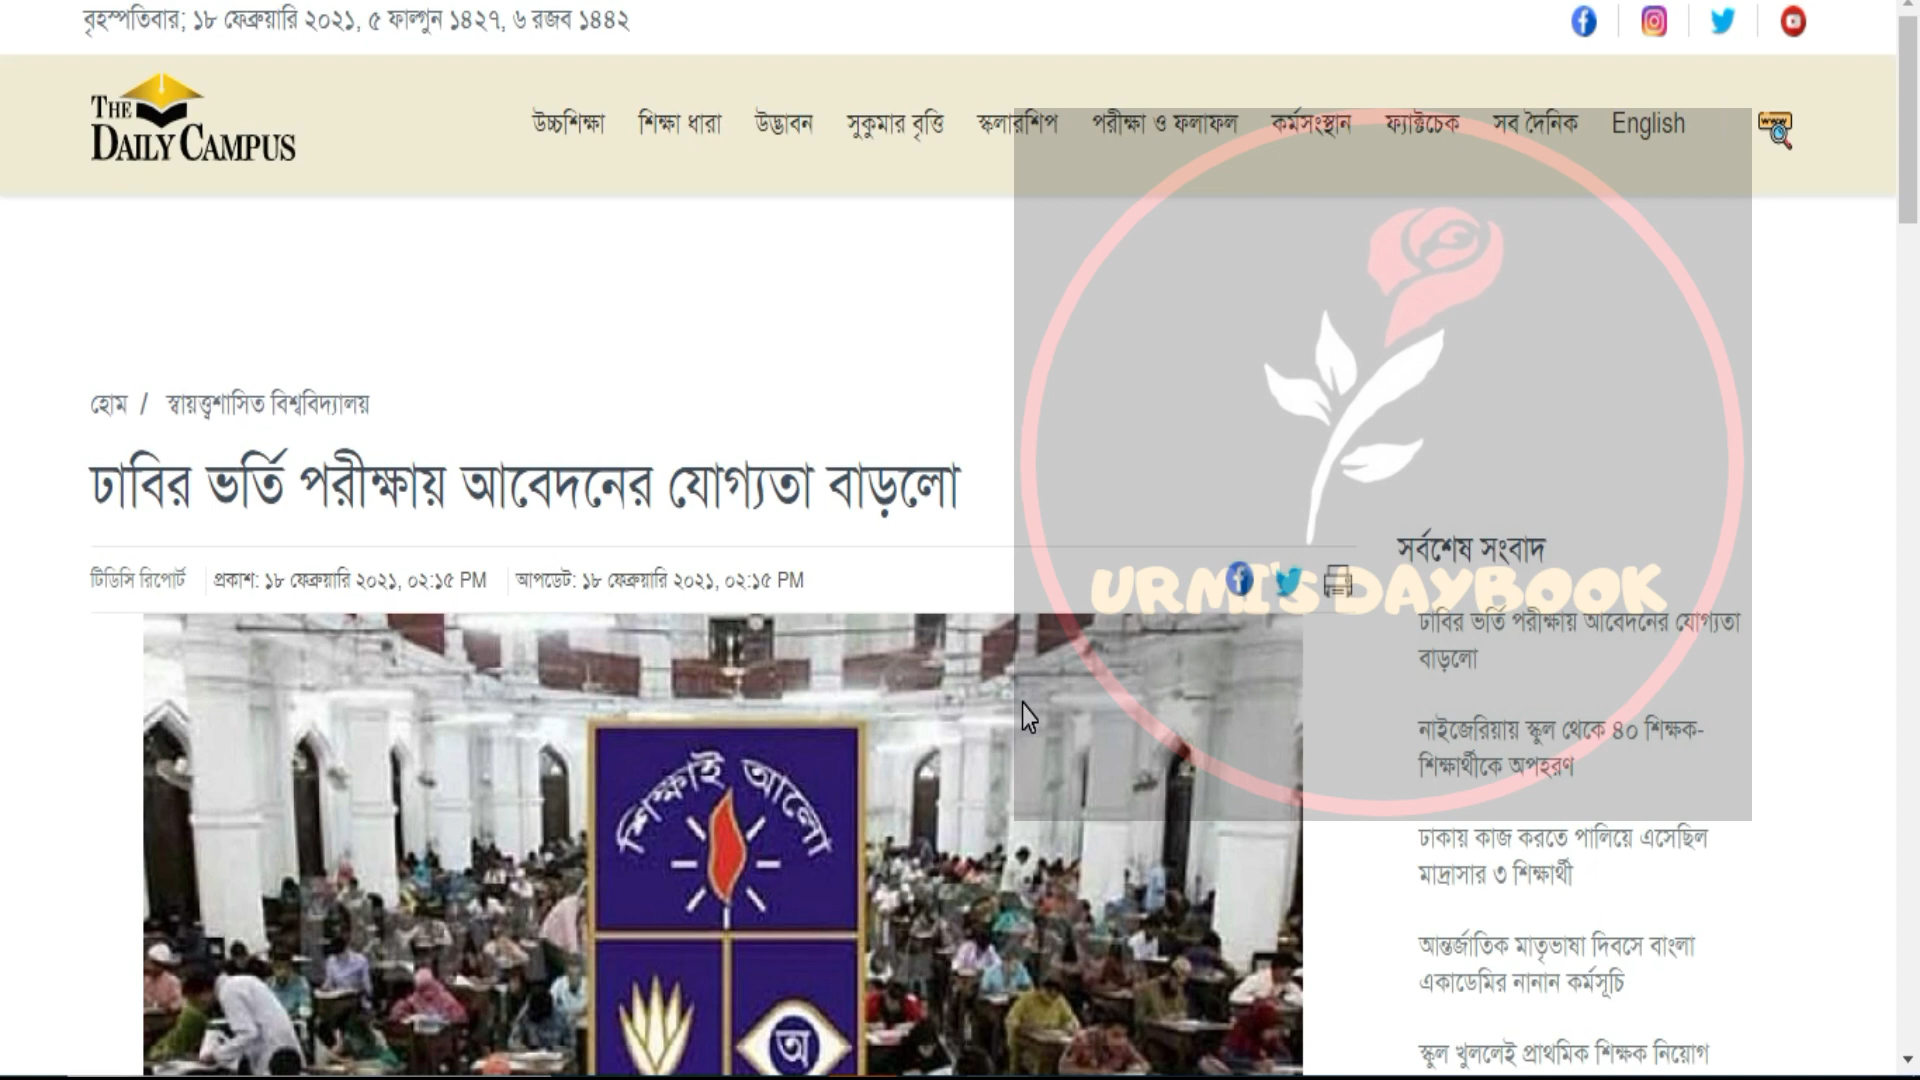 বৃহস্পতিবার; ১৮ ফেব্রুয়ারি ২০২১, ৫ ফাল্গুন ১৪২৭, ৬ রজব ১৪৪২
THE
DAILY CAMPUS
উচ্চশিক্ষা শিক্ষা ধারা উদ্ভাবন সুকুমার বৃত্তি স্কলারশিপ পরীক্ষা ও ফলাফল কর্মসংস্থান ফ্যাক্টচেক সব দৈনিক English
www
হোম / স্বায়ত্ত্বশাসিত বিশ্ববিদ্যালয়
ঢাবির ভর্তি পরীক্ষায় আবেদনের যোগ্যতা বাড়লো
টিডিসি রিপোর্ট প্রকাশ: ১৮ ফেব্রুয়ারি ২০২১, ০২:১৫ PM আপডেট: ১৮ ফেব্রুয়ারি ২০২১, ০২:১৫ PM
শিক্ষাই আলো
অ
URMI'S DAYBOOK
সর্বশেষ সংবাদ
ঢাবির ভর্তি পরীক্ষায় আবেদনের যোগ্যতা
বাড়লো
নাইজেরিয়ায় স্কুল থেকে ৪০ শিক্ষক-
শিক্ষার্থীকে অপহরণ
ঢাকায় কাজ করতে পালিয়ে এসেছিল
মাদ্রাসার ৩ শিক্ষার্থী
আন্তর্জাতিক মাতৃভাষা দিবসে বাংলা
একাডেমির নানান কর্মসূচি
স্কুল খুললেই প্রাথমিক শিক্ষক নিয়োগ